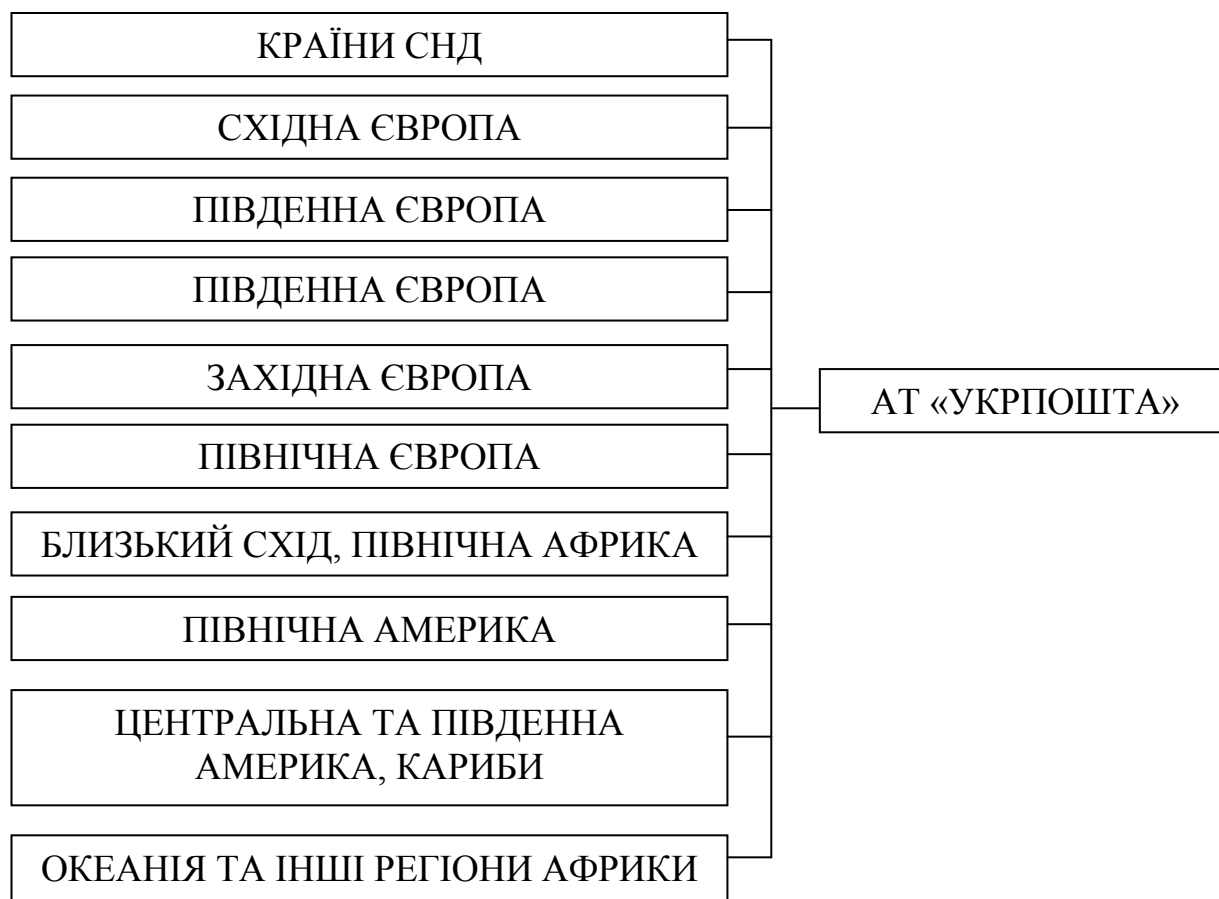 КРАЇНИ СНД
СХІДНА ЄВРОПА
ПІВДЕННА ЄВРОПА
ПІВДЕННА ЄВРОПА
ЗАХІДНА ЄВРОПА
АТ «УКРПОШТА»
ПІВНІЧНА ЄВРОПА
БЛИЗЬКИЙ СХІД, ПІВНІЧНА АФРИКА
ПІВНІЧНА АМЕРИКА
ЦЕНТРАЛЬНА ТА ПІВДЕННА
АМЕРИКА, КАРИБИ
ОКЕАНІЯ ТА ІНШІ РЕГІОНИ АФРИКИ